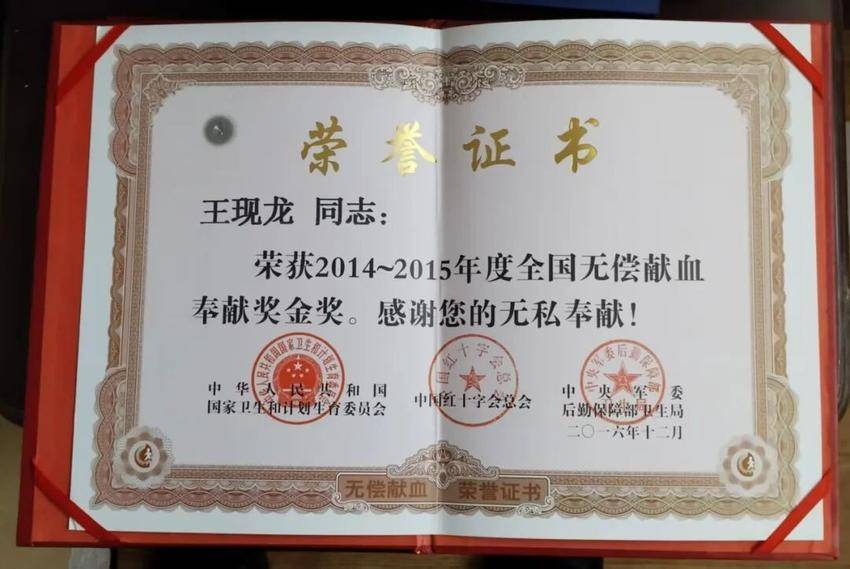 荣誉证书
王现龙 同志：
荣获2014~2015年度全国无偿献血
奉献奖金奖。感谢您的无私奉献！
中华人民共和国
国家卫生和计划生育委员会
中国红十字会总会
中央军委
后勤保障部卫生局
二〇一六年十二月
无偿献血 荣誉证书